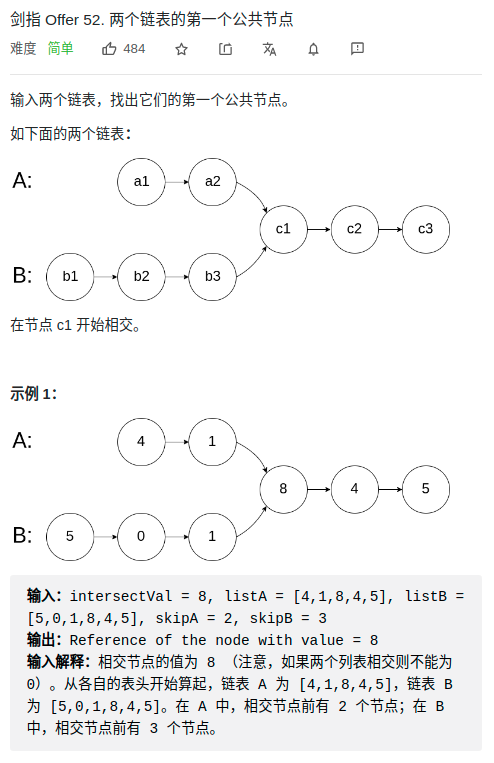 剑指 Offer 52. 两个链表的第一个公共节点
难度 简单 484
输入两个链表，找出它们的第一个公共节点。
如下面的两个链表：
A: a1 a2
c1 c2 c3
B: b1 b2 b3
在节点 c1 开始相交。
示例 1：
A: 4 1
8 4 5
B: 5 0 1
输入：intersectVal = 8, listA = [4,1,8,4,5], listB =
[5,0,1,8,4,5], skipA = 2, skipB = 3
输出：Reference of the node with value = 8
输入解释：相交节点的值为 8 （注意，如果两个列表相交则不能为
0）。从各自的表头开始算起，链表 A 为 [4,1,8,4,5]，链表 B
为 [5,0,1,8,4,5]。在 A 中，相交节点前有 2 个节点；在 B
中，相交节点前有 3 个节点。